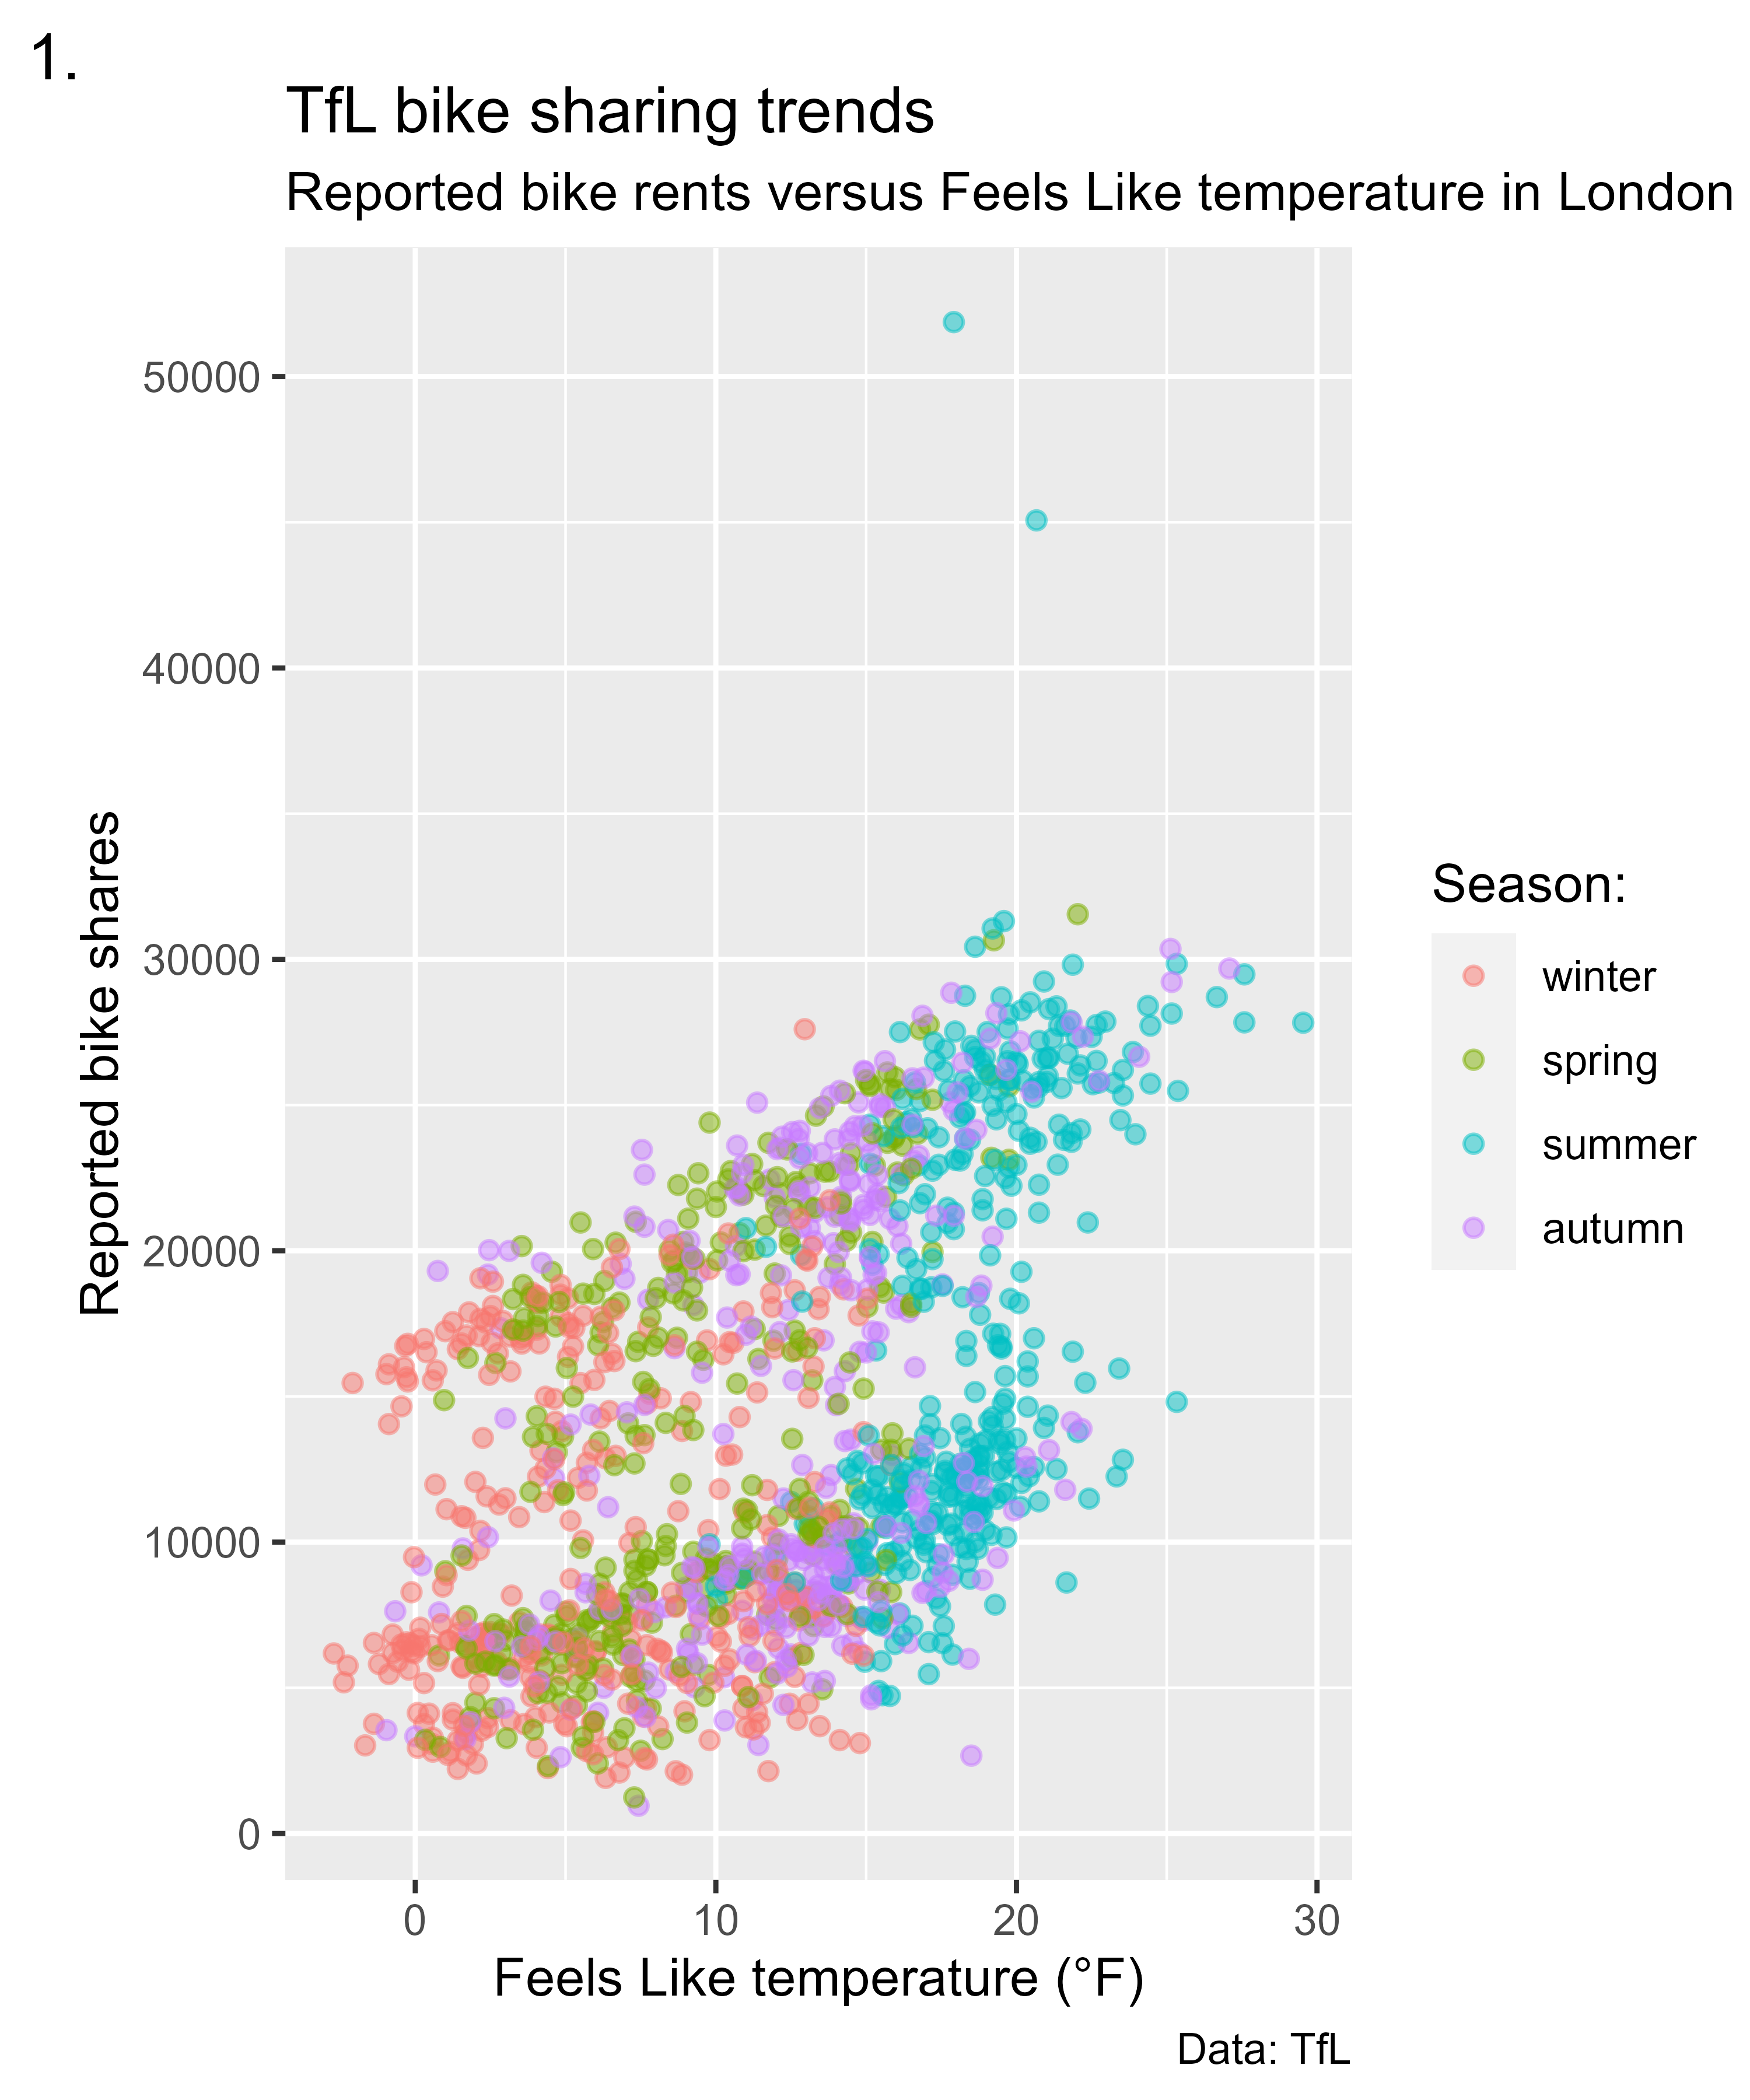 1.
TfL bike sharing trends
Reported bike rents versus Feels Like temperature in London
Reported bike shares
50000
40000
30000
20000
10000
0
0 10 20 30
Feels Like temperature (°F)
Season:
winter
spring
summer
autumn
Data: TfL